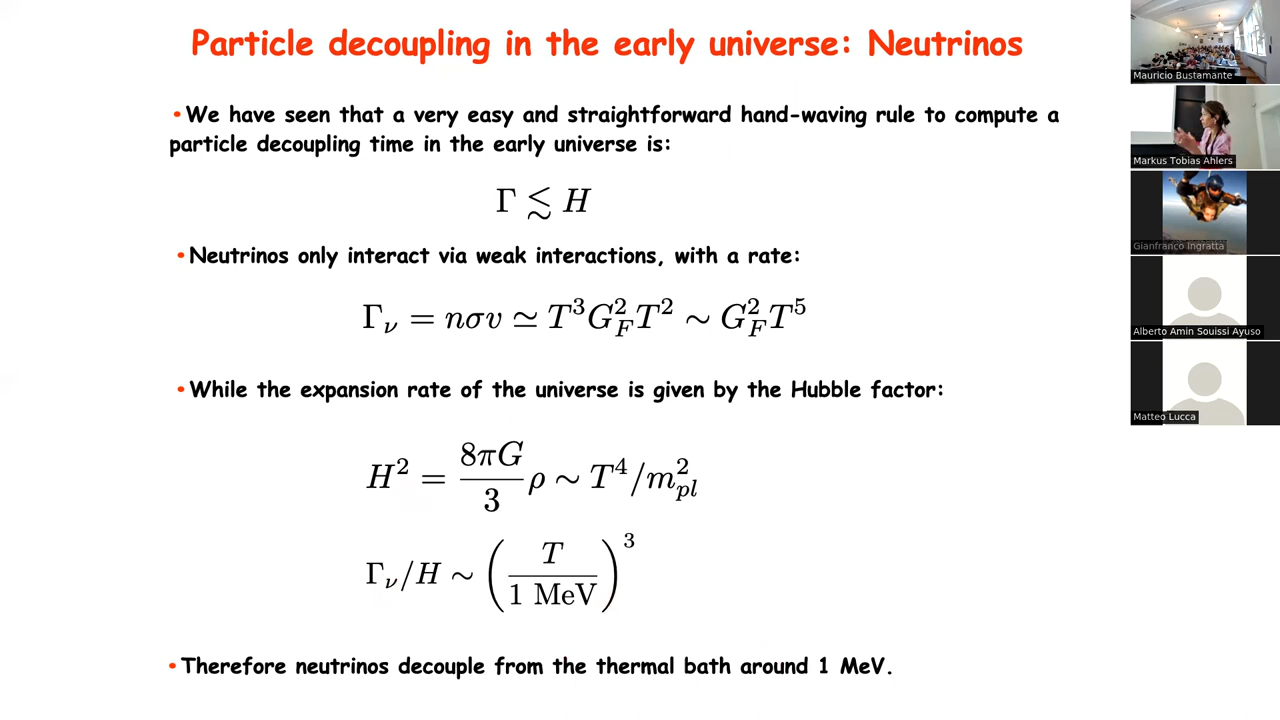 Particle decoupling in the early universe: Neutrinos
•We have seen that a very easy and straightforward hand-waving rule to compute a
particle decoupling time in the early universe is:
Γ ≲ H
•Neutrinos only interact via weak interactions, with a rate:
Γ_ν = nσv ≃ T^3 G_F^2 T^2 ∼ G_F^2 T^5
•While the expansion rate of the universe is given by the Hubble factor:
H^2 = \frac{8πG}{3} ρ ∼ T^4/m_{pl}^2
Γ_ν/H ∼ (\frac{T}{1 MeV})^3
•Therefore neutrinos decouple from the thermal bath around 1 MeV.
Mauricio Bustamante
Markus Tobias Ahlers
Gianfranco Ingratta
Alberto Amin Souissi Ayuso
Matteo Lucca